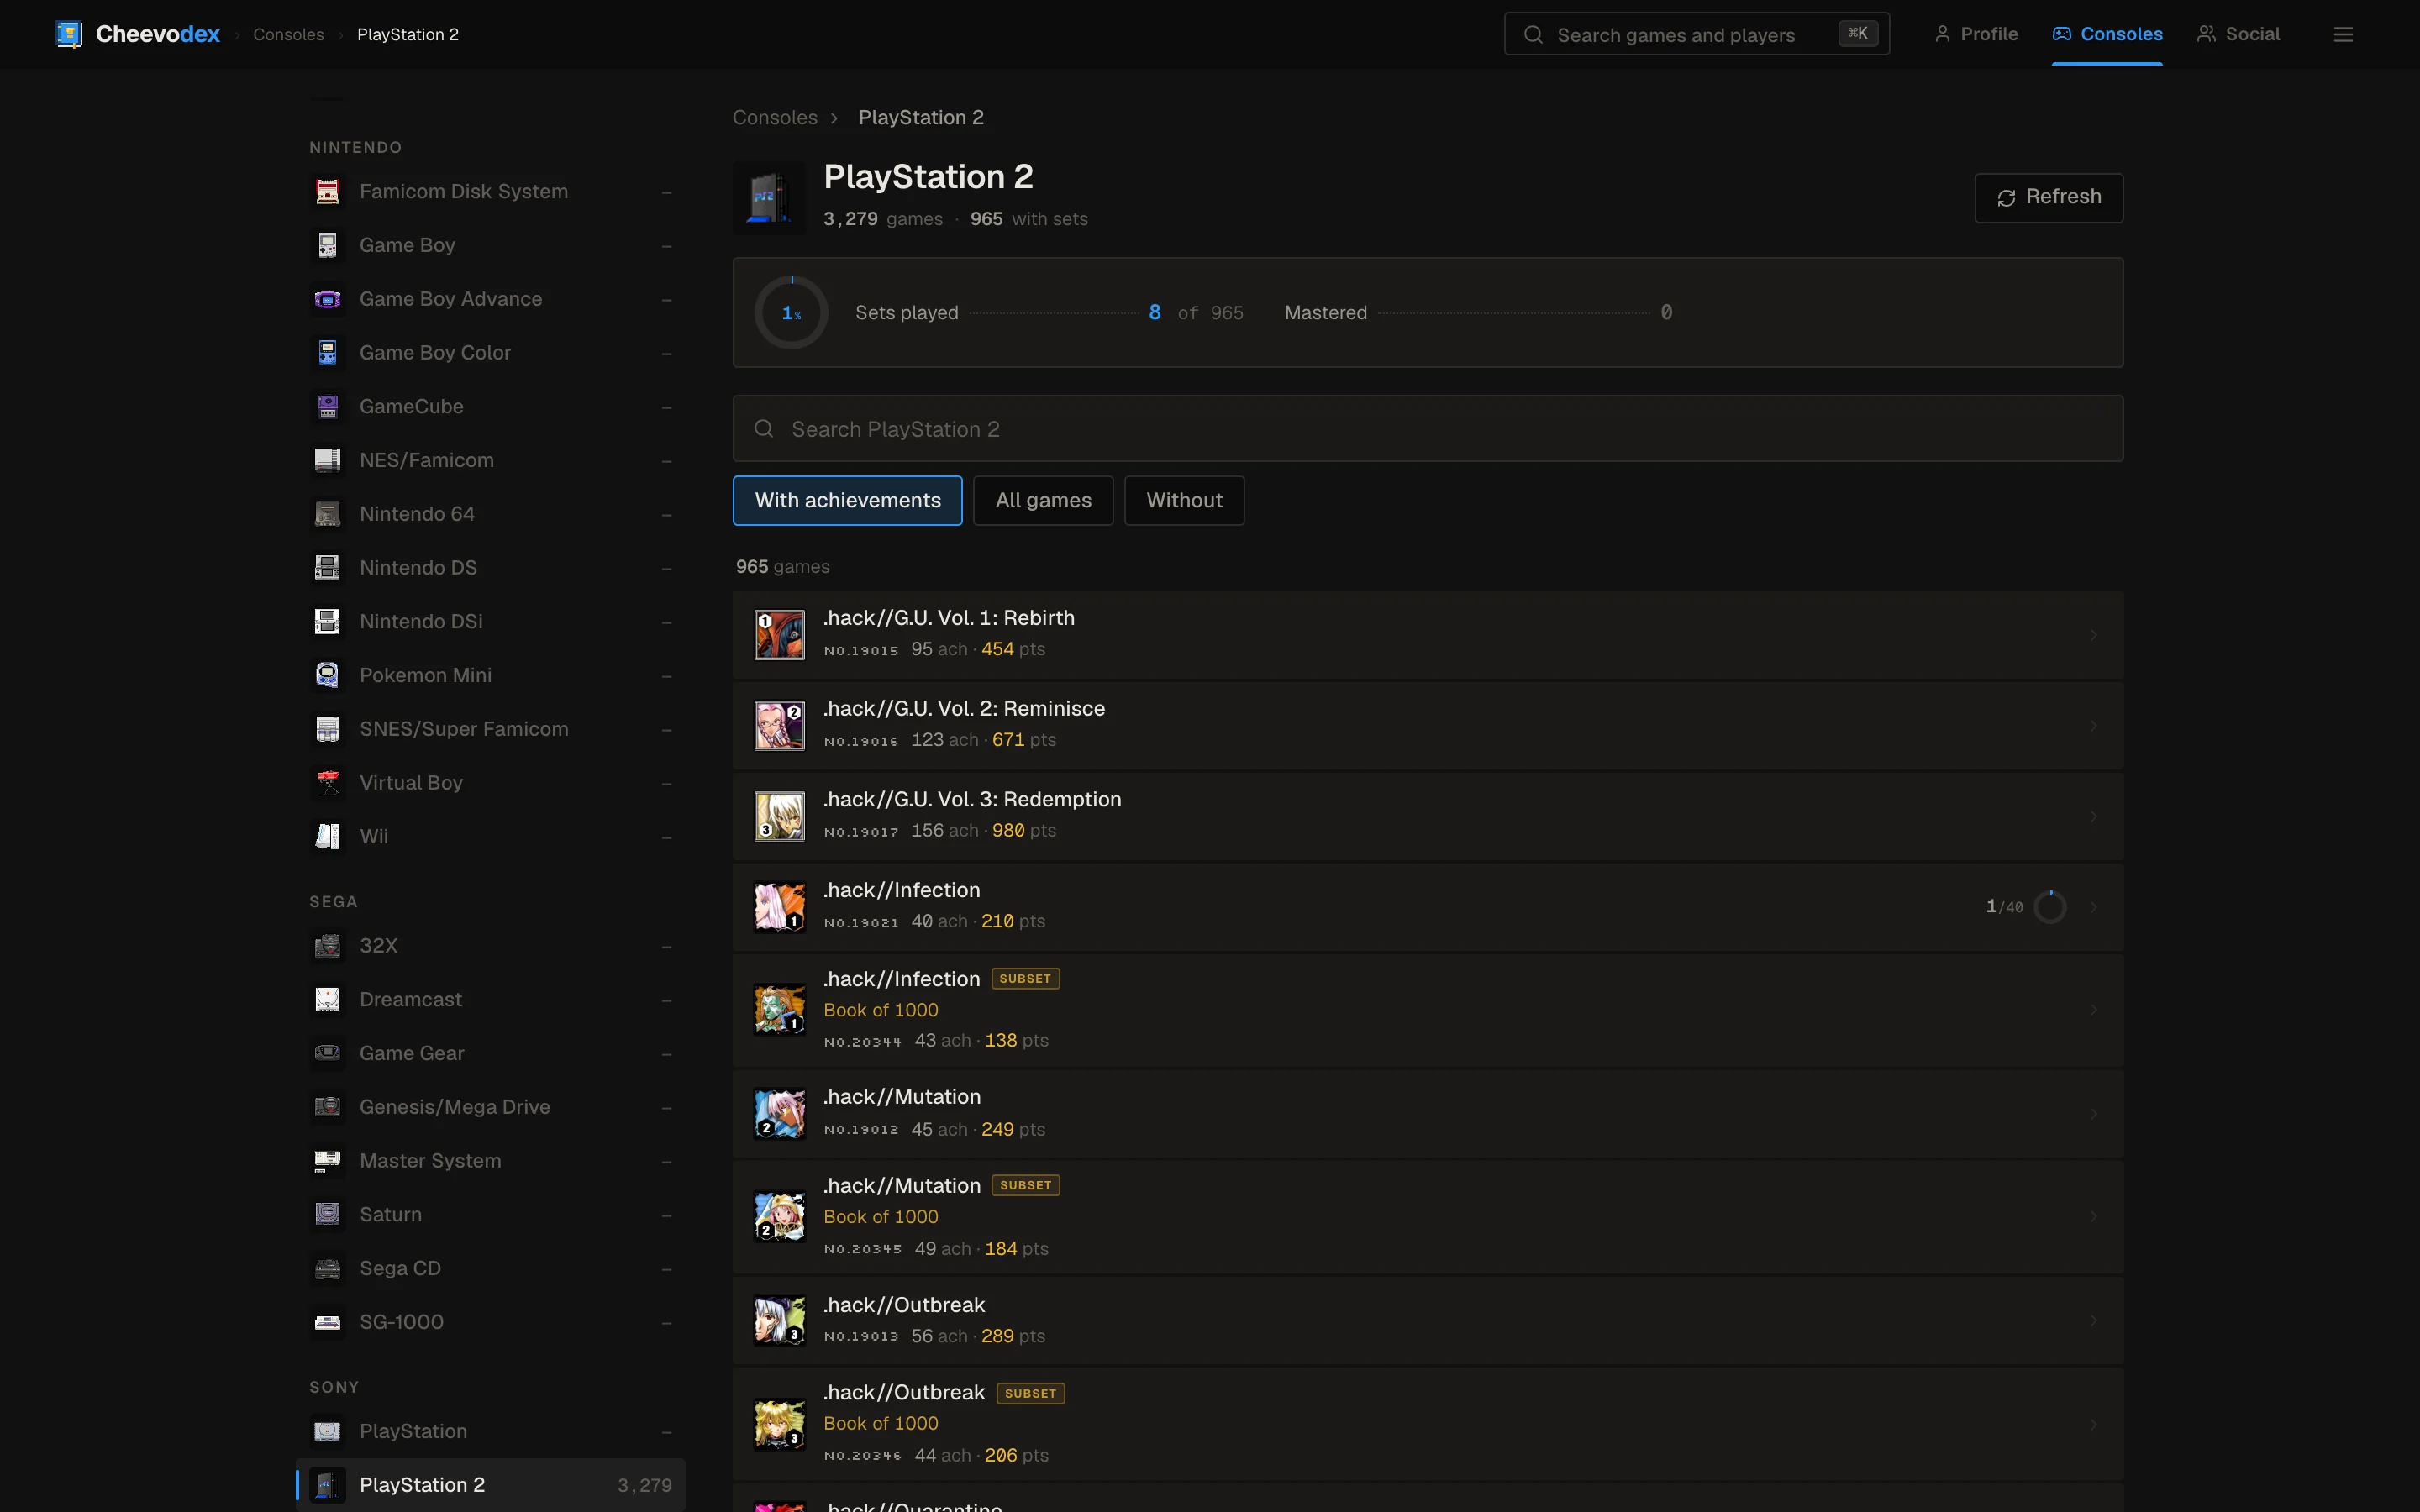 Cheevodex › Consoles › PlayStation 2
Search games and players ⌘K
Profile
Consoles
Social
NINTENDO
Famicom Disk System –
Game Boy –
Game Boy Advance –
Game Boy Color –
GameCube –
NES/Famicom –
Nintendo 64 –
Nintendo DS –
Nintendo DSi –
Pokemon Mini –
SNES/Super Famicom –
Virtual Boy –
Wii –
SEGA
32X –
Dreamcast –
Game Gear –
Genesis/Mega Drive –
Master System –
Saturn –
Sega CD –
SG-1000 –
SONY
PlayStation –
PlayStation 2 3,279
Consoles › PlayStation 2
PlayStation 2
3,279 games · 965 with sets
Refresh
1%
Sets played 8 of 965
Mastered 0
Search PlayStation 2
With achievements
All games
Without
965 games
.hack//G.U. Vol. 1: Rebirth
NO.19015 95 ach · 454 pts
.hack//G.U. Vol. 2: Reminisce
NO.19016 123 ach · 671 pts
.hack//G.U. Vol. 3: Redemption
NO.19017 156 ach · 980 pts
.hack//Infection
NO.19021 40 ach · 210 pts
1/40
.hack//Infection SUBSET
Book of 1000
NO.20344 43 ach · 138 pts
.hack//Mutation
NO.19012 45 ach · 249 pts
.hack//Mutation SUBSET
Book of 1000
NO.20345 49 ach · 184 pts
.hack//Outbreak
NO.19013 56 ach · 289 pts
.hack//Outbreak SUBSET
Book of 1000
NO.20346 44 ach · 206 pts
.hack//Quarantine